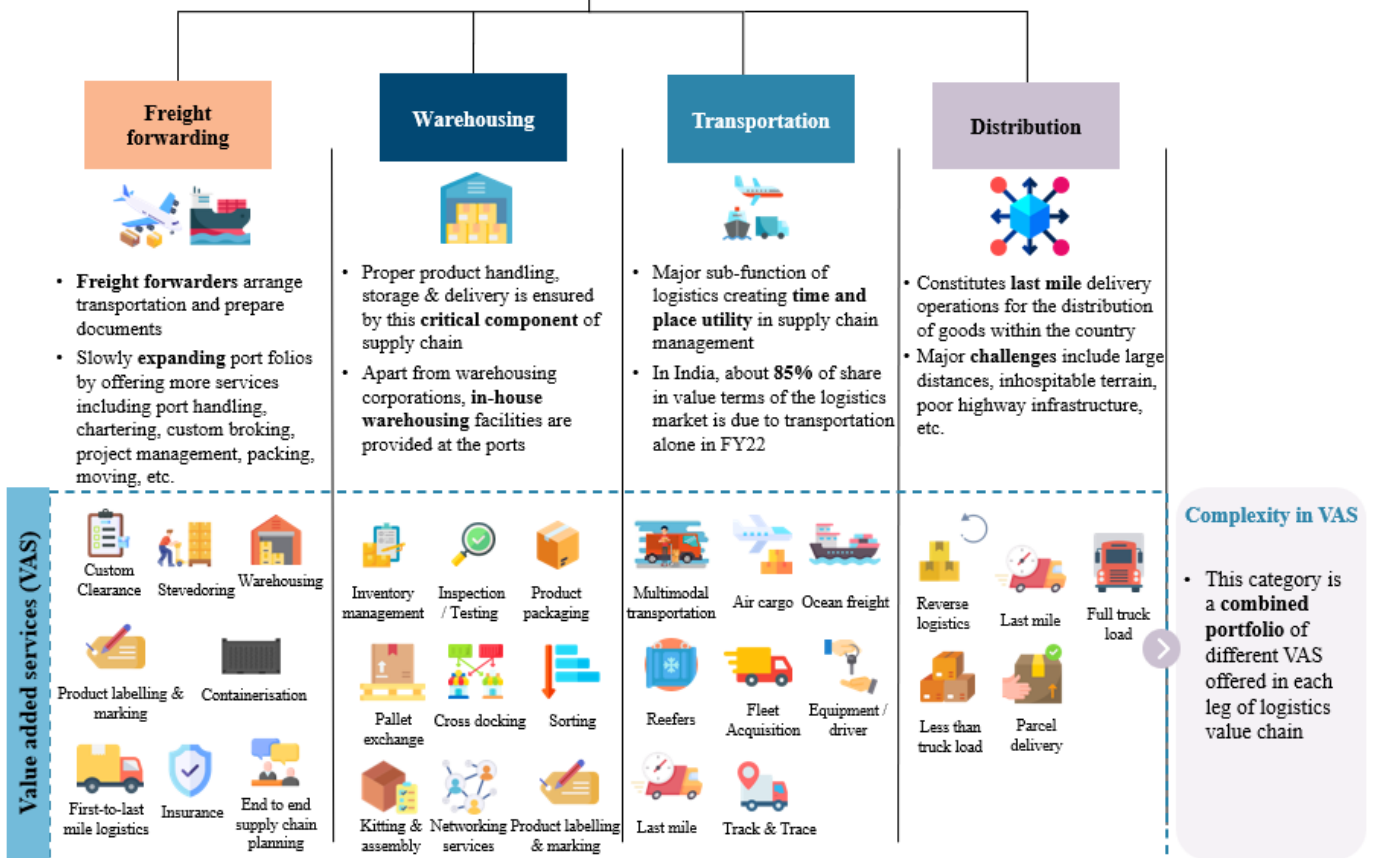 Freight
forwarding
Warehousing
Transportation
Distribution
• Freight forwarders arrange
transportation and prepare
documents
• Slowly expanding port folios
by offering more services
including port handling,
chartering, custom broking,
project management, packing,
moving, etc.
• Proper product handling,
storage & delivery is ensured
by this critical component of
supply chain
• Apart from warehousing
corporations, in-house
warehousing facilities are
provided at the ports
• Major sub-function of
logistics creating time and
place utility in supply chain
management
• In India, about 85% of share
in value terms of the logistics
market is due to transportation
alone in FY22
• Constitutes last mile delivery
operations for the distribution
of goods within the country
• Major challenges include large
distances, inhospitable terrain,
poor highway infrastructure,
etc.
Value added services (VAS)
Custom
Clearance
Stevedoring
Warehousing
Product labelling &
marking
Containerisation
First-to-last
mile logistics
Insurance
End to end
supply chain
planning
Inventory
management
Inspection
/ Testing
Product
packaging
Pallet
exchange
Cross docking
Sorting
Kitting &
assembly
Networking
services
Product labelling
& marking
Multimodal
transportation
Air cargo
Ocean freight
Reefers
Fleet
Acquisition
Equipment /
driver
Last mile
Track & Trace
Reverse
logistics
Last mile
Full truck
load
Less than
truck load
Parcel
delivery
Complexity in VAS
• This category is
a combined
portfolio of
different VAS
offered in each
leg of logistics
value chain